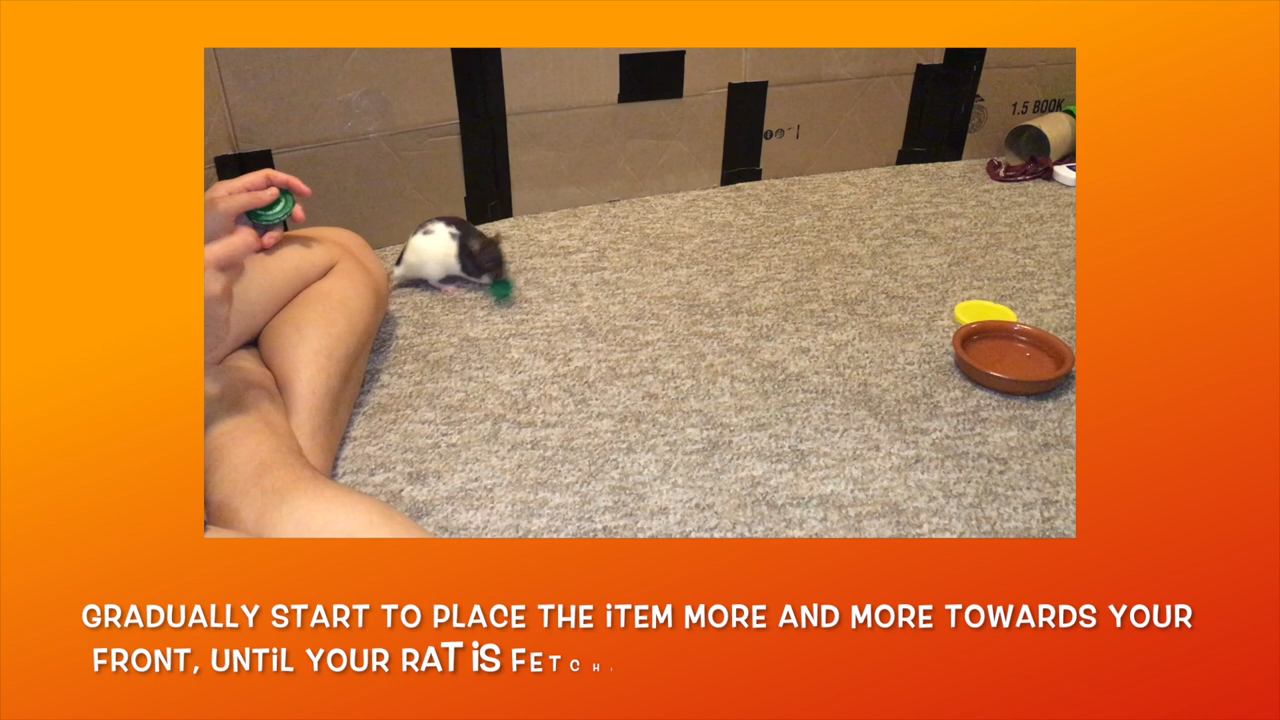 1.5 BOOK
GRADUALLY START TO PLACE THE iTEM MORE AND MORE TOWARDS YOUR
FRONT, UNTiL YOUR RAT iS FETCH